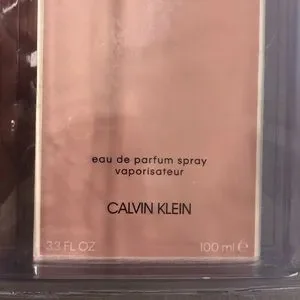 eau de parfum spray
vaporisateur
CALVIN KLEIN
3.3 FL OZ 100 ml ℮